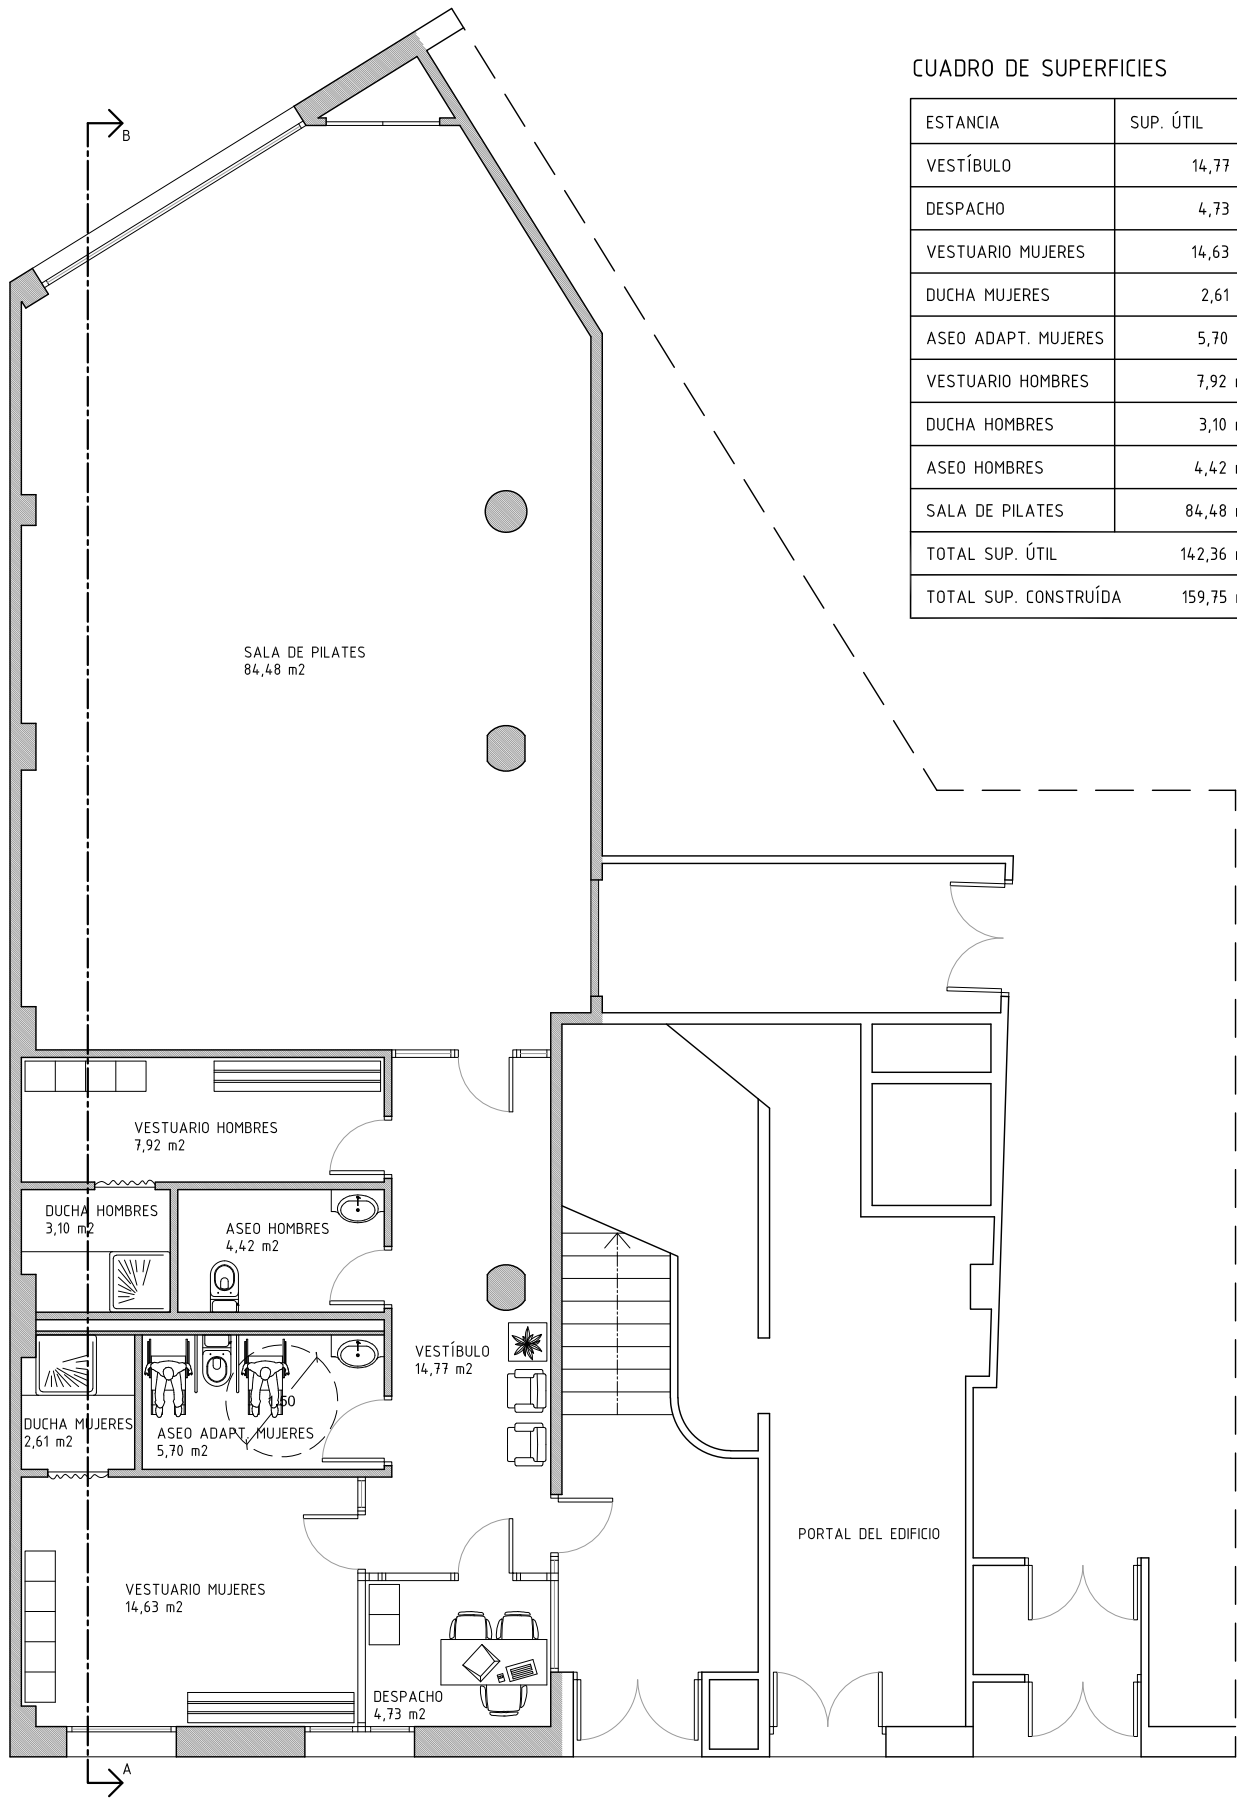 CUADRO DE SUPERFICIES
ESTANCIA SUP. ÚTIL
VESTÍBULO 14,77
DESPACHO 4,73
VESTUARIO MUJERES 14,63
DUCHA MUJERES 2,61
ASEO ADAPT. MUJERES 5,70
VESTUARIO HOMBRES 7,92
DUCHA HOMBRES 3,10
ASEO HOMBRES 4,42
SALA DE PILATES 84,48
TOTAL SUP. ÚTIL 142,36
TOTAL SUP. CONSTRUÍDA 159,75
B
SALA DE PILATES
84,48 m2
VESTUARIO HOMBRES
7,92 m2
DUCHA HOMBRES
3,10 m2
ASEO HOMBRES
4,42 m2
VESTÍBULO
14,77 m2
1,50
DUCHA MUJERES
2,61 m2
ASEO ADAPT. MUJERES
5,70 m2
PORTAL DEL EDIFICIO
VESTUARIO MUJERES
14,63 m2
DESPACHO
4,73 m2
A